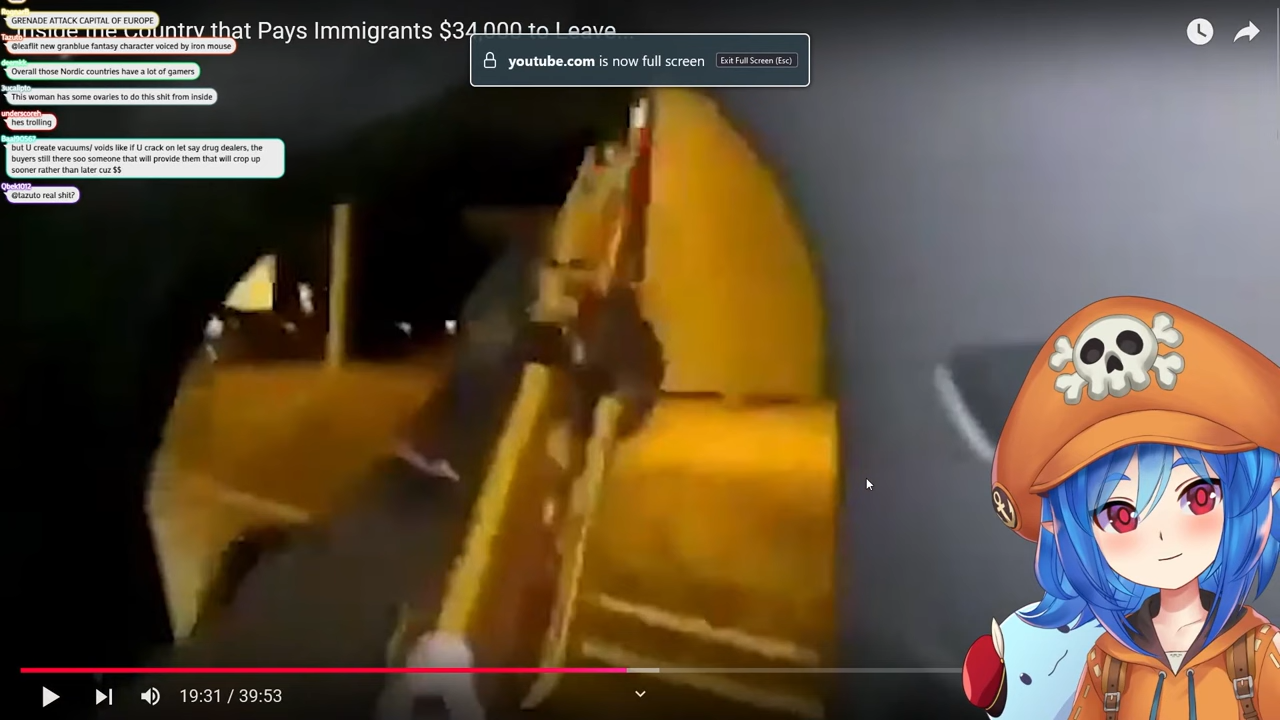 Inside the Country that Pays Immigrants $34,000 to Leave...
GRENADE ATTACK CAPITAL OF EUROPE
Tazuto
@leaflit new granblue fantasy character voiced by iron mouse
Overall those Nordic countries have a lot of gamers
This woman has some ovaries to do this shit from inside
underscoreh
hes trolling
but U create vacuums/ voids like if U crack on let say drug dealers, the
buyers still there soo someone that will provide them that will crop up
sooner rather than later cuz $$
@tazuto real shit?
youtube.com is now full screen
Exit Full Screen (Esc)
19:31 / 39:53